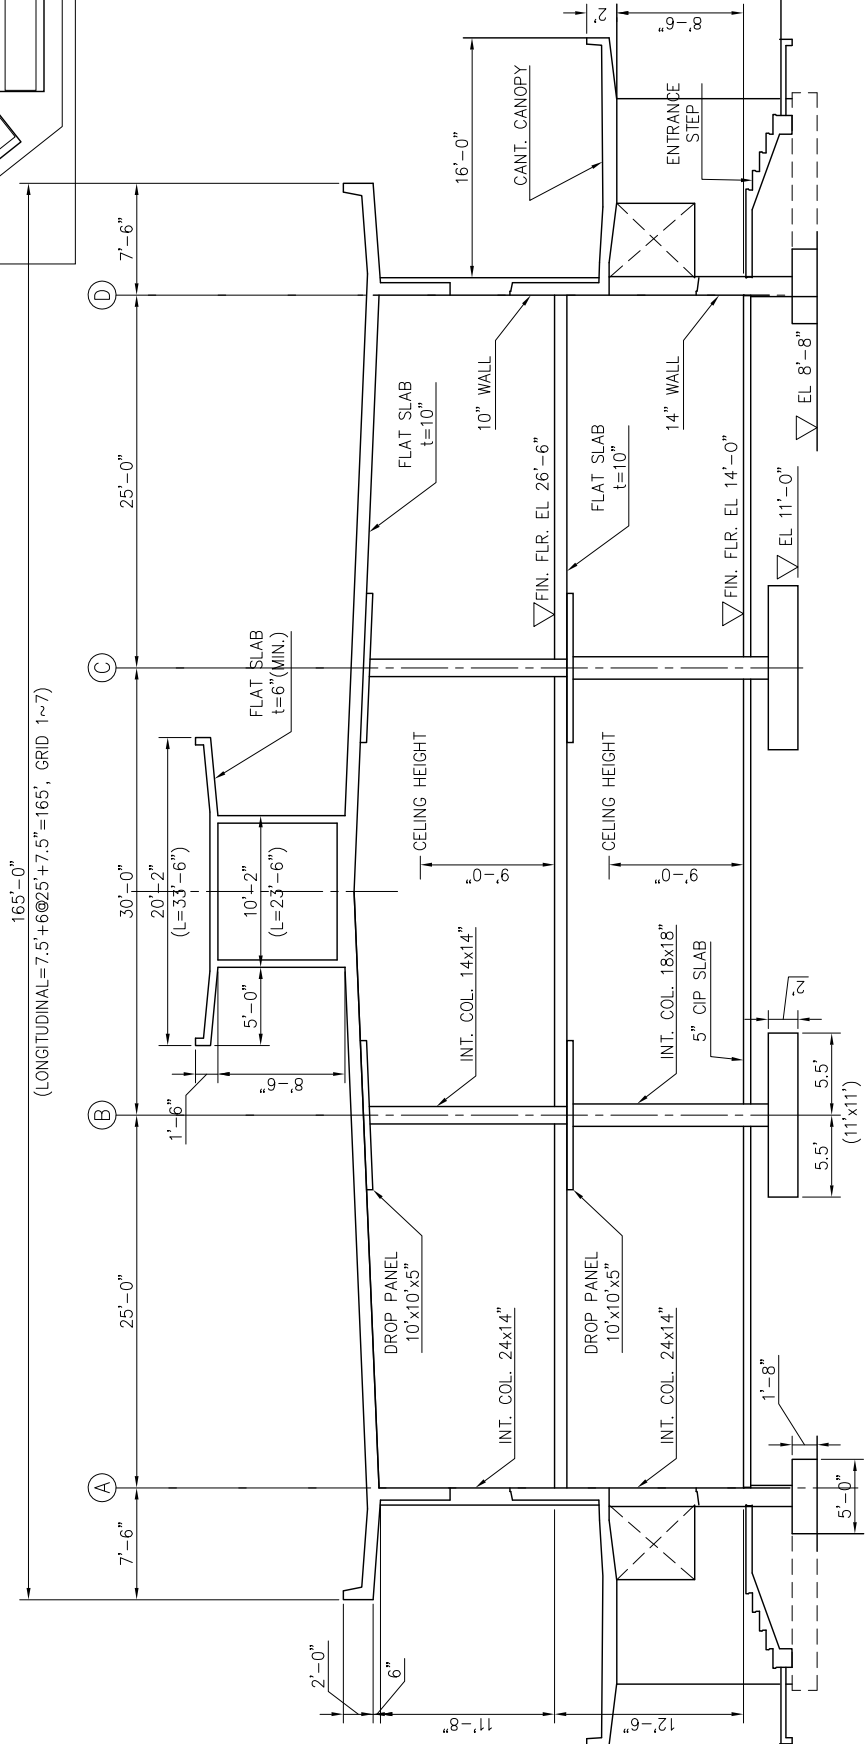 165'-0"
(LONGITUDINAL=7.5'+6@25'+7.5"=165', GRID 1~7)
A
B
C
D
7'-6"
25'-0"
30'-0"
25'-0"
7'-6"
20'-2"
(L=33'-6")
10'-2"
(L=23'-6")
5'-0"
1'-6"
8'-6"
FLAT SLAB
t=6"(MIN.)
FLAT SLAB
t=10"
16'-0"
CANT. CANOPY
2'
8'-6"
ENTRANCE
STEP
10" WALL
14" WALL
FLAT SLAB
t=10"
FIN. FLR. EL 26'-6"
FIN. FLR. EL 14'-0"
EL 11'-0"
EL 8'-8"
CELING HEIGHT
9'-0"
CELING HEIGHT
9'-0"
INT. COL. 14x14"
INT. COL. 18x18"
5" CIP SLAB
2'
5.5'
5.5'
(11'x11')
DROP PANEL
10'x10'x5"
DROP PANEL
10'x10'x5"
INT. COL. 24x14"
INT. COL. 24x14"
1'-8"
5'-0"
2'-0"
6"
11'-8"
12'-6"